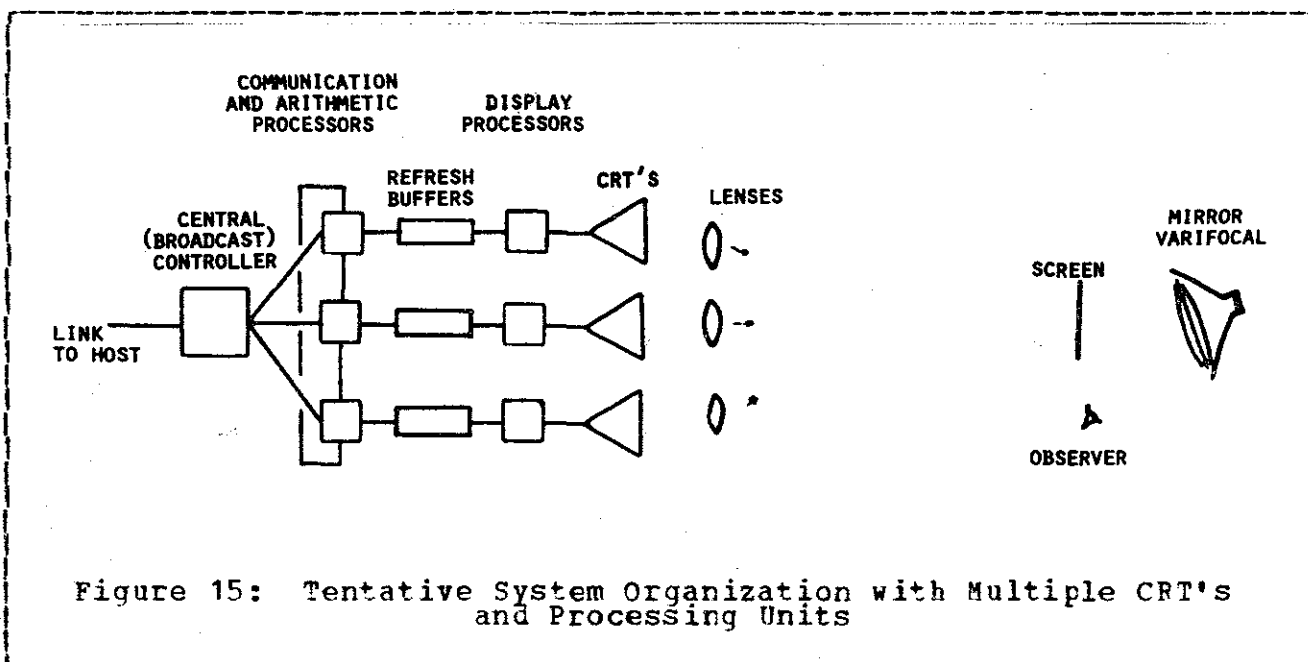 COMMUNICATION
AND ARITHMETIC
PROCESSORS
DISPLAY
PROCESSORS
REFRESH
BUFFERS
CRT'S
LENSES
CENTRAL
(BROADCAST)
CONTROLLER
MIRROR
VARIFOCAL
SCREEN
LINK
TO HOST
OBSERVER
Figure 15: Tentative System Organization with Multiple CRT's
and Processing Units